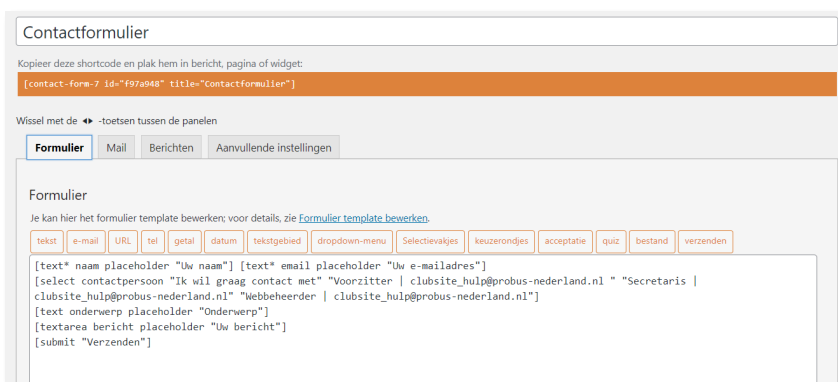 Contactformulier
Kopieer deze shortcode en plak hem in bericht, pagina of widget:
[contact-form-7 id="f97a948" title="Contactformulier"]
Wissel met de ◂▸ -toetsen tussen de panelen
Formulier Mail Berichten Aanvullende instellingen
Formulier
Je kan hier het formulier template bewerken; voor details, zie Formulier template bewerken.
tekst e-mail URL tel getal datum tekstgebied dropdown-menu Selectievakjes keuzerondjes acceptatie quiz bestand verzenden
[text* naam placeholder "Uw naam"] [text* email placeholder "Uw e-mailadres"]
[select contactpersoon "Ik wil graag contact met" "Voorzitter | clubsite_hulp@probus-nederland.nl " "Secretaris |
clubsite_hulp@probus-nederland.nl" "Webbeheerder | clubsite_hulp@probus-nederland.nl"]
[text onderwerp placeholder "Onderwerp"]
[textarea bericht placeholder "Uw bericht"]
[submit "Verzenden"]